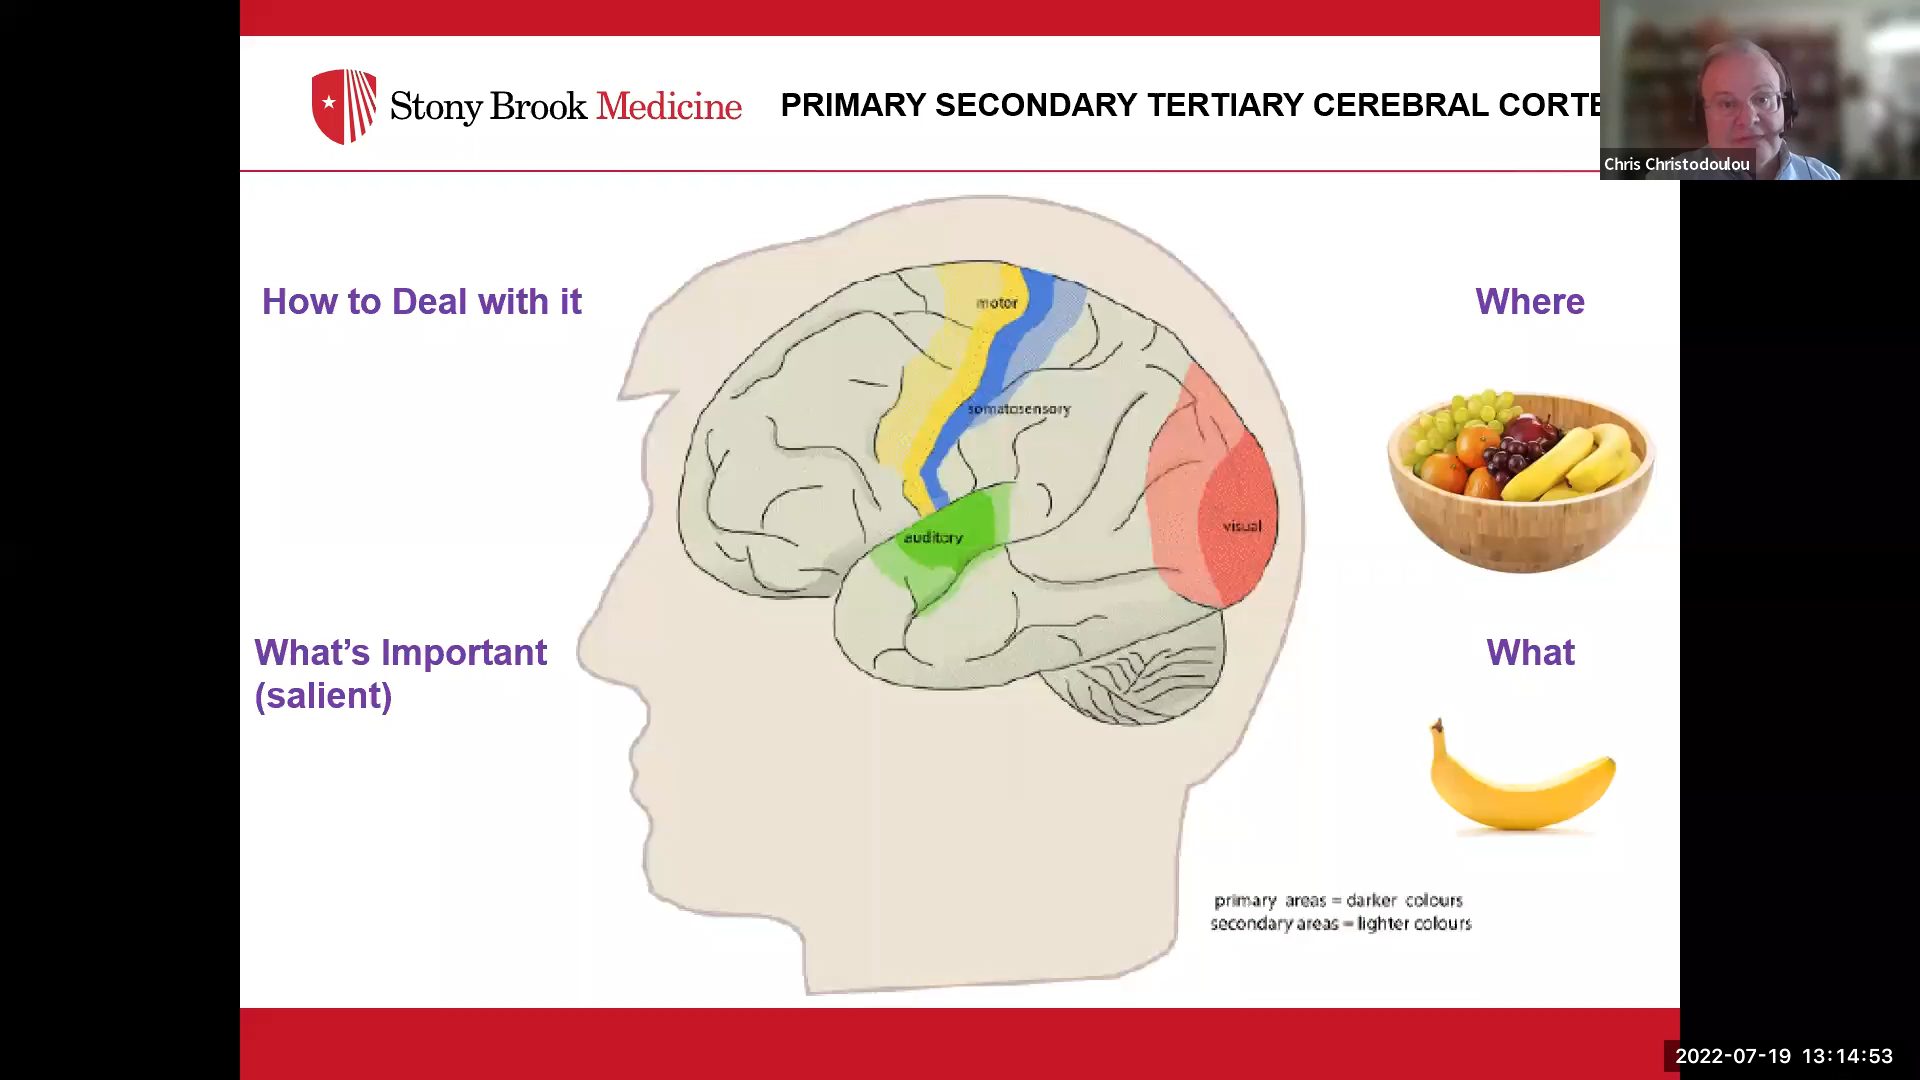 Stony Brook Medicine
PRIMARY SECONDARY TERTIARY CEREBRAL CORTE
Chris Christodoulou
How to Deal with it
Where
motor
somatosensory
auditory
visual
What's Important
(salient)
What
primary areas = darker colours
secondary areas = lighter colours
2022-07-19 13:14:53